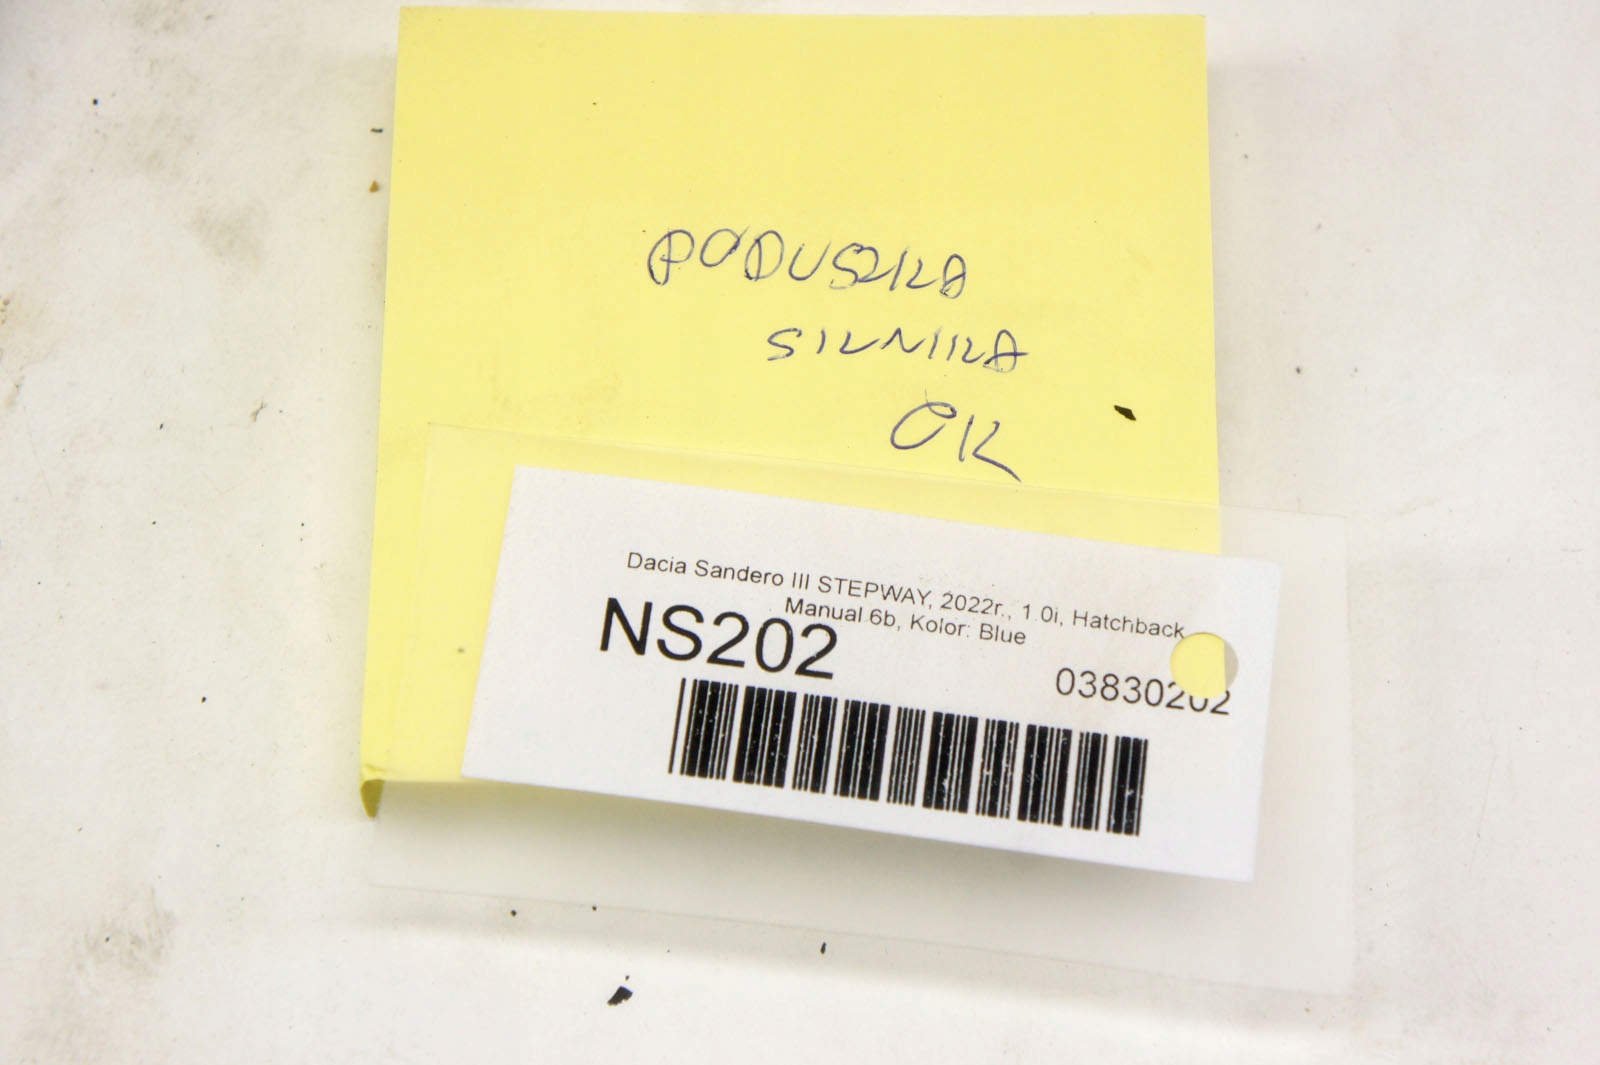 PODUSZKA
SILNIKA
OK
Dacia Sandero III STEPWAY, 2022r., 1.0i, Hatchback
Manual 6b, Kolor: Blue
NS202
03830202